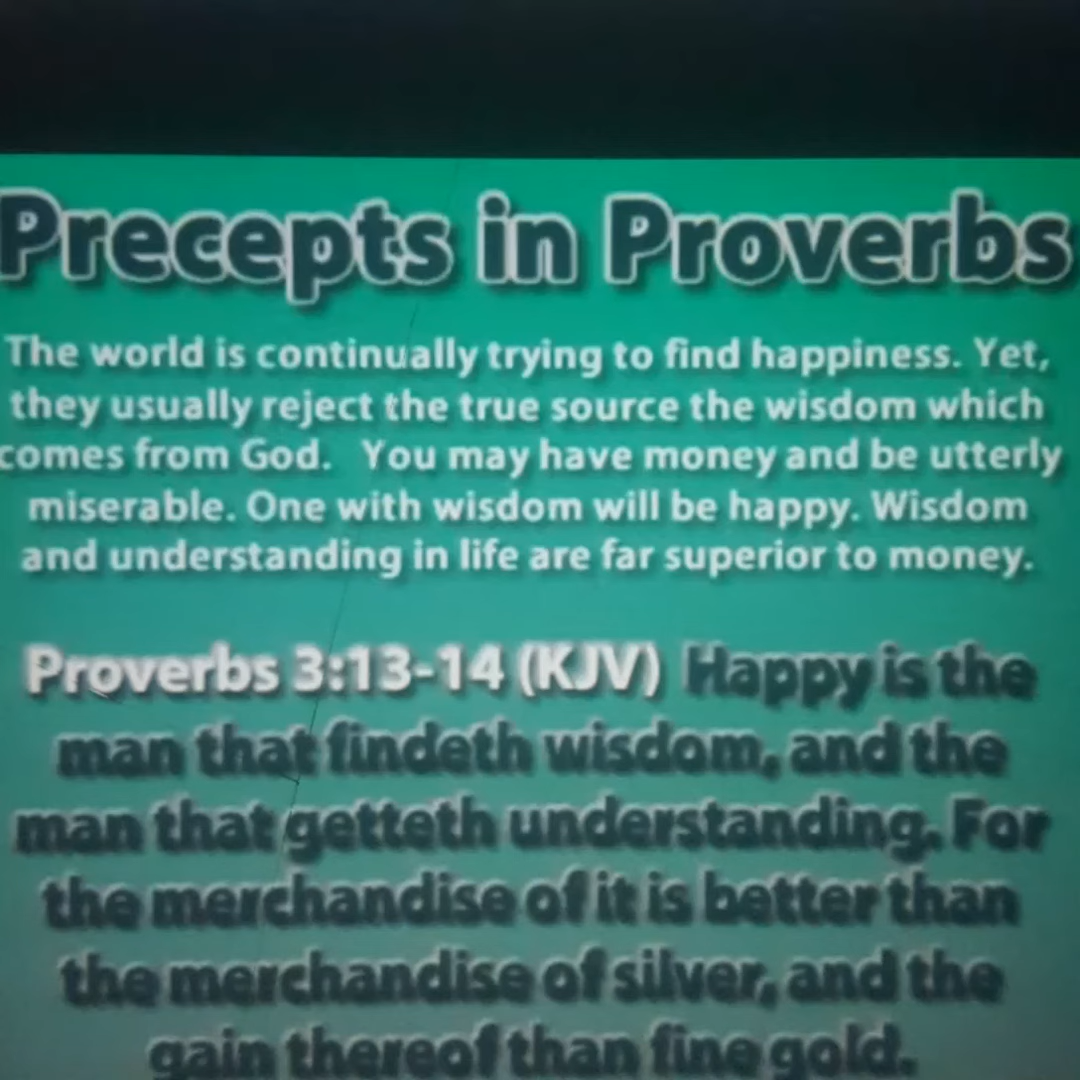 Precepts in Proverbs
The world is continually trying to find happiness. Yet,
they usually reject the true source the wisdom which
comes from God. You may have money and be utterly
miserable. One with wisdom will be happy. Wisdom
and understanding in life are far superior to money.
Proverbs 3:13-14 (KJV) Happy is the
man that findeth wisdom, and the
man that getteth understanding. For
the merchandise of it is better than
the merchandise of silver, and the
gain thereof than fine gold.